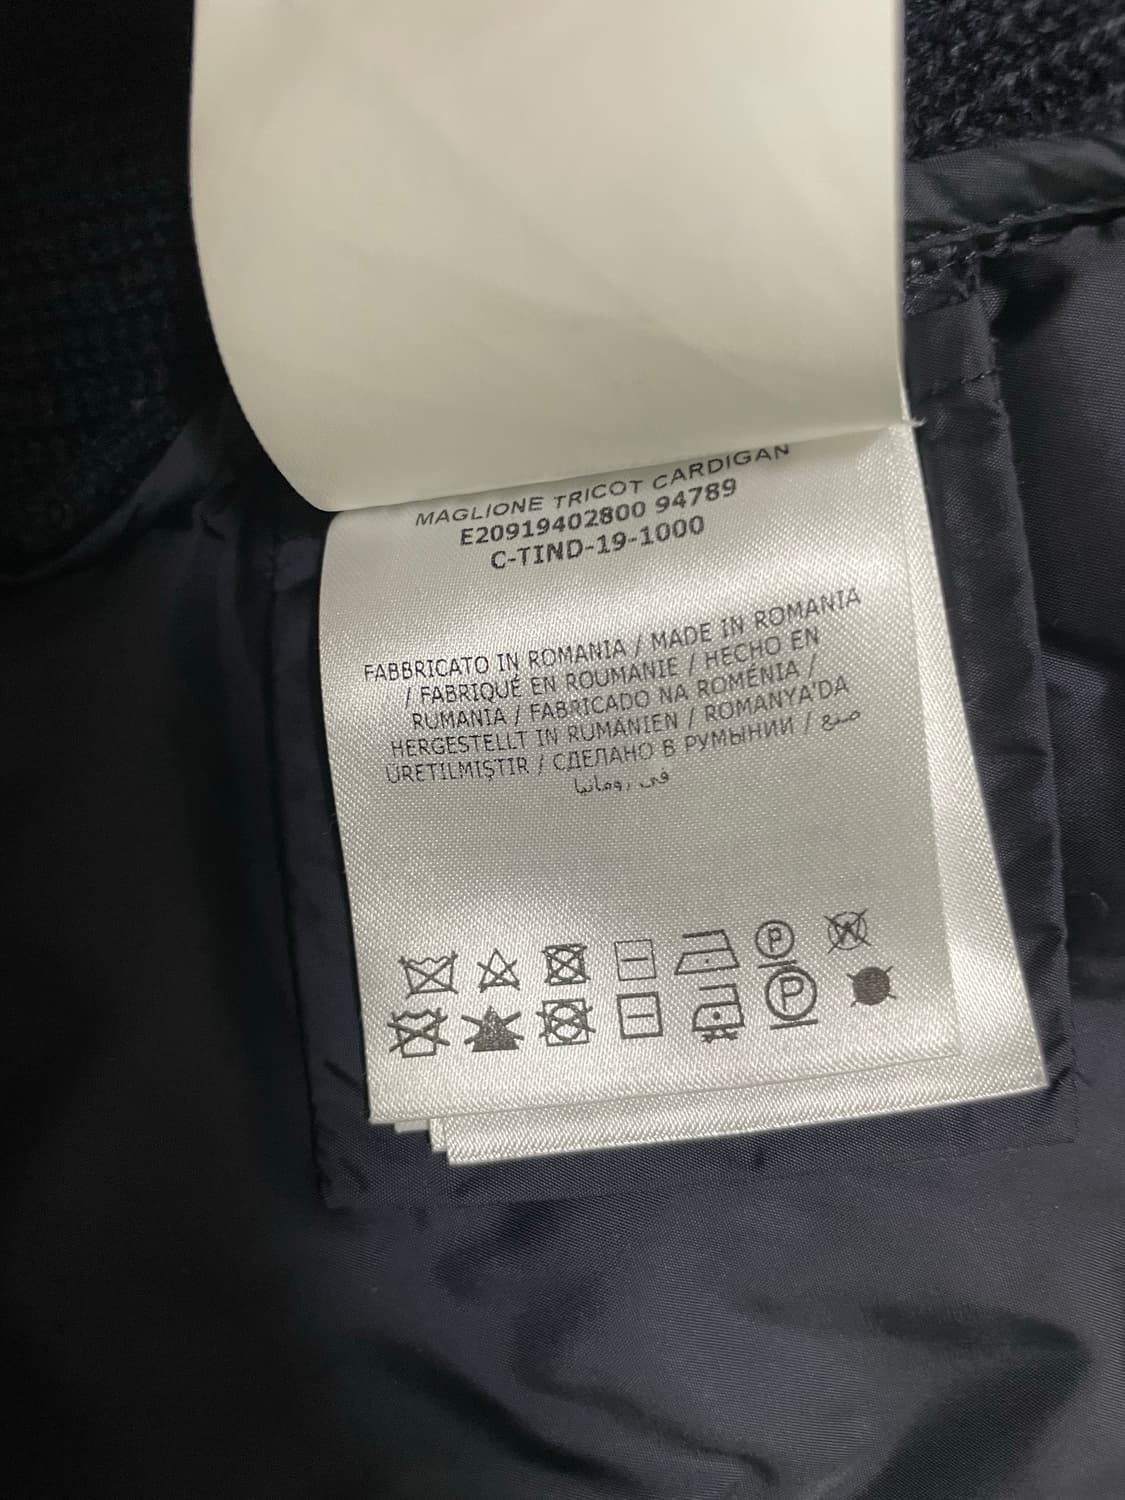 MAGLIONE TRICOT CARDIGAN
E20919402800 94789
C-TIND-19-1000
FABBRICATO IN ROMANIA / MADE IN ROMANIA
/ FABRIQUÉ EN ROUMANIE / HECHO EN
RUMANIA / FABRICADO NA ROMÉNIA /
HERGESTELLT IN RUMÄNIEN / ROMANYA'DA
ÜRETILMIŞTIR / СДЕЛАНО В РУМЫНИИ / صنع
في رومانيا
P W
P